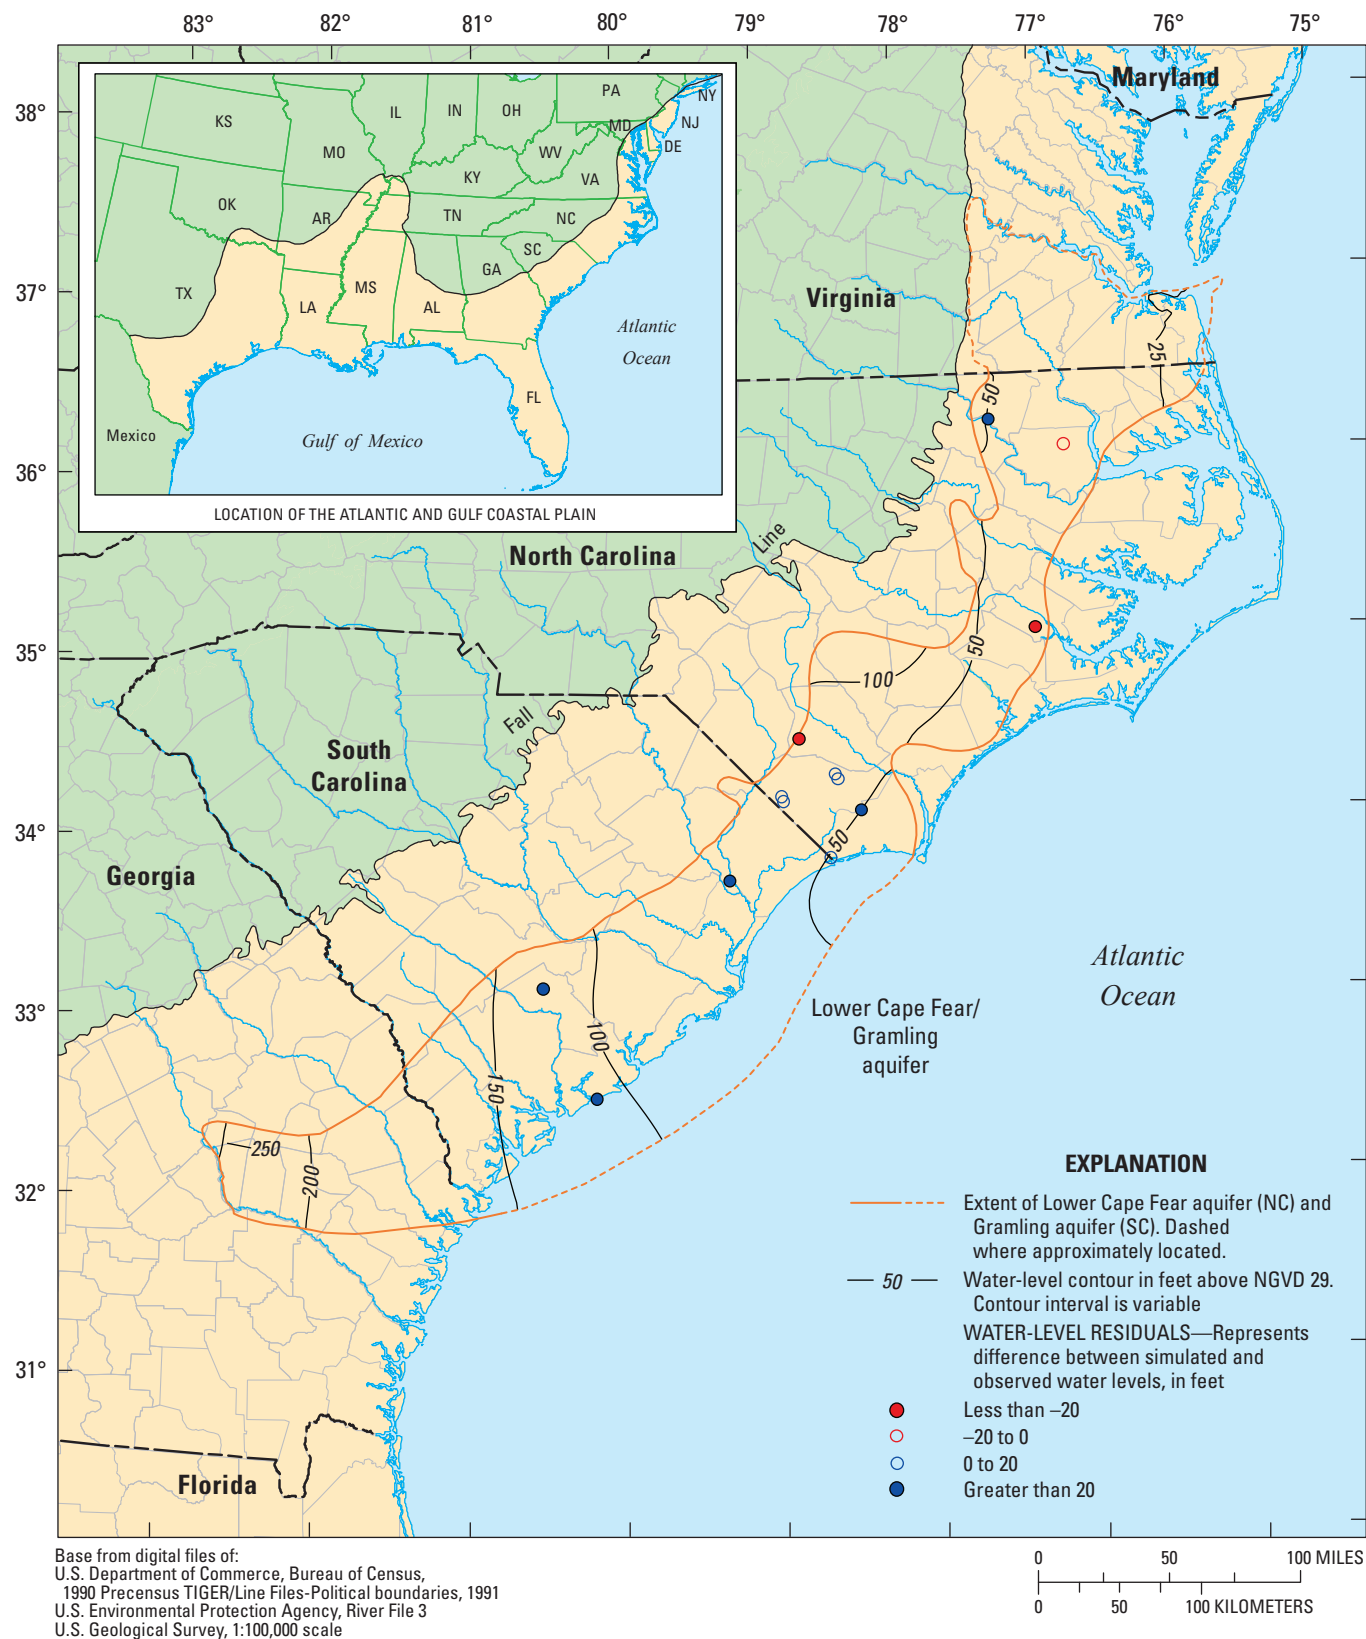 83° 82° 81° 80° 79° 78° 77° 76° 75°
38°
37°
36°
35°
34°
33°
32°
31°
KS
MO
IL
IN
OH
PA
NY
NJ
MD
DE
WV
VA
KY
OK
AR
TN
NC
SC
GA
TX
LA
MS
AL
FL
Mexico
Atlantic
Ocean
Gulf of Mexico
LOCATION OF THE ATLANTIC AND GULF COASTAL PLAIN
Maryland
Virginia
North Carolina
South
Carolina
Georgia
Florida
Fall
Line
25
50
50
100
50
100
150
200
250
Atlantic
Ocean
Lower Cape Fear/
Gramling
aquifer
EXPLANATION
Extent of Lower Cape Fear aquifer (NC) and
Gramling aquifer (SC). Dashed
where approximately located.
50 Water-level contour in feet above NGVD 29.
Contour interval is variable
WATER-LEVEL RESIDUALS—Represents
difference between simulated and
observed water levels, in feet
Less than –20
–20 to 0
0 to 20
Greater than 20
Base from digital files of:
U.S. Department of Commerce, Bureau of Census,
1990 Precensus TIGER/Line Files-Political boundaries, 1991
U.S. Environmental Protection Agency, River File 3
U.S. Geological Survey, 1:100,000 scale
0 50 100 MILES
0 50 100 KILOMETERS